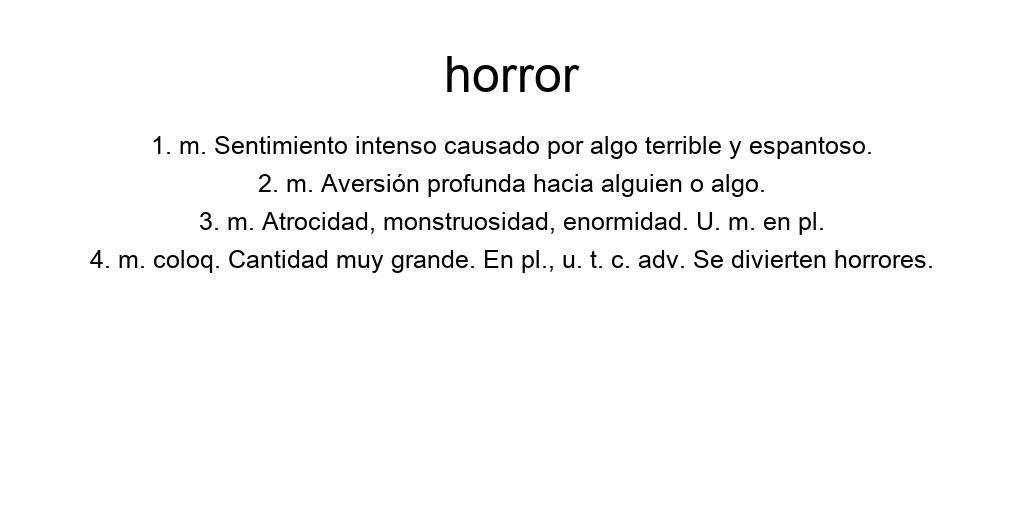 horror
1. m. Sentimiento intenso causado por algo terrible y espantoso.
2. m. Aversión profunda hacia alguien o algo.
3. m. Atrocidad, monstruosidad, enormidad. U. m. en pl.
4. m. coloq. Cantidad muy grande. En pl., u. t. c. adv. Se divierten horrores.